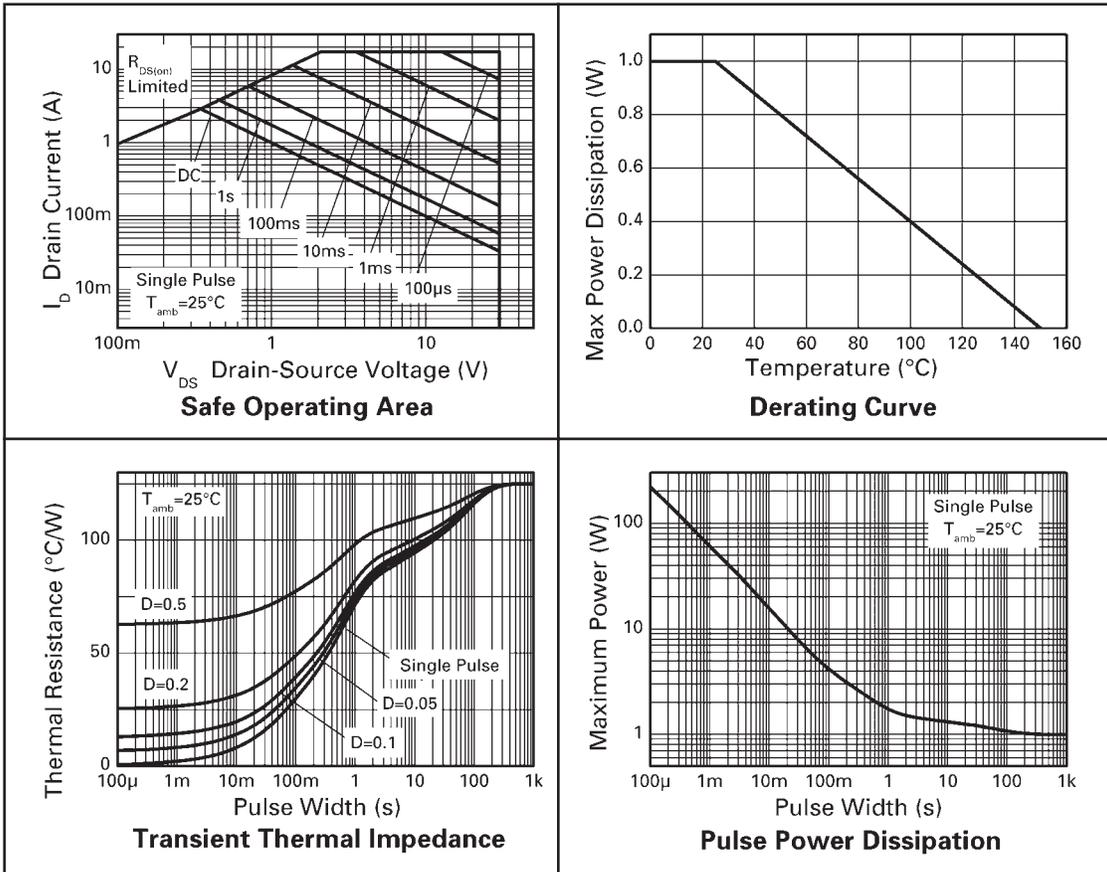 R_DS(on)
Limited
10
1
100m
10m
I_D Drain Current (A)
DC
1s
100ms
10ms
1ms
100µs
Single Pulse
T_amb=25°C
100m 1 10
V_DS Drain-Source Voltage (V)
Safe Operating Area
Max Power Dissipation (W)
1.0
0.8
0.6
0.4
0.2
0.0
0 20 40 60 80 100 120 140 160
Temperature (°C)
Derating Curve
Thermal Resistance (°C/W)
T_amb=25°C
100
50
0
D=0.5
D=0.2
Single Pulse
D=0.05
D=0.1
100µ 1m 10m 100m 1 10 100 1k
Pulse Width (s)
Transient Thermal Impedance
Maximum Power (W)
Single Pulse
T_amb=25°C
100
10
1
100µ 1m 10m 100m 1 10 100 1k
Pulse Width (s)
Pulse Power Dissipation